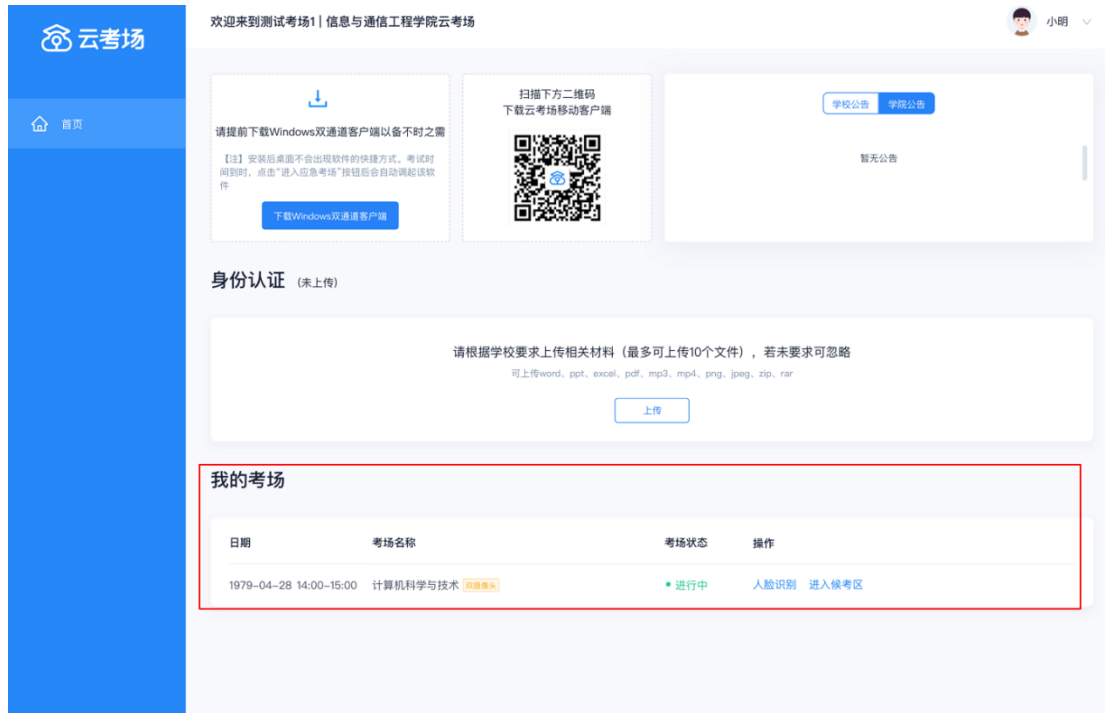 云考场
欢迎来到测试考场1 | 信息与通信工程学院云考场
小明
首页
请提前下载Windows双通道客户端以备不时之需
【注】安装后桌面不会出现软件的快捷方式。考试时
间到时，点击“进入应急考场”按钮后会自动调起该软
件
下载Windows双通道客户端
扫描下方二维码
下载云考场移动客户端
学校公告 学院公告
暂无公告
身份认证 (未上传)
请根据学校要求上传相关材料（最多可上传10个文件），若未要求可忽略
可上传word、ppt、excel、pdf、mp3、mp4、png、jpeg、zip、rar
上传
我的考场
日期 考场名称 考场状态 操作
1979-04-28 14:00-15:00 计算机科学与技术 双摄像头 进行中 人脸识别 进入候考区